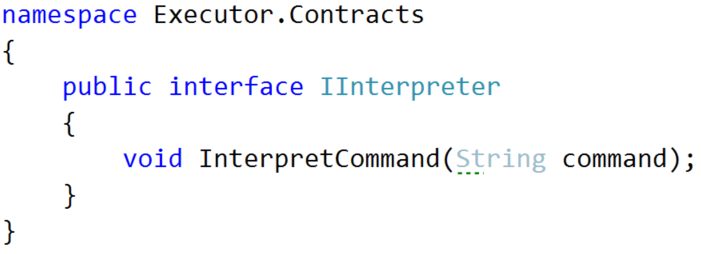 namespace Executor.Contracts
{
    public interface IInterpreter
    {
        void InterpretCommand(String command);
    }
}